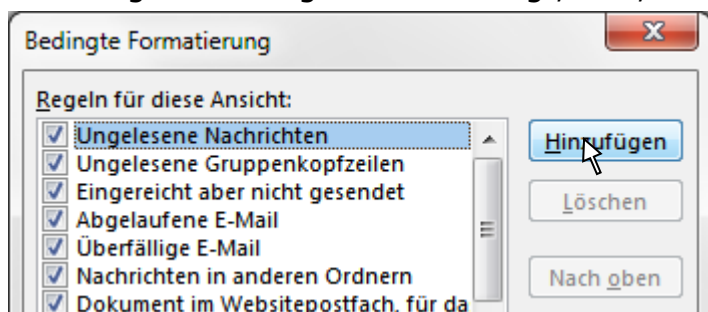 Bedingte Formatierung
Regeln für diese Ansicht:
Ungelesene Nachrichten
Ungelesene Gruppenkopfzeilen
Eingereicht aber nicht gesendet
Abgelaufene E-Mail
Überfällige E-Mail
Nachrichten in anderen Ordnern
Dokument im Websitepostfach, für da
Hinzufügen
Löschen
Nach oben